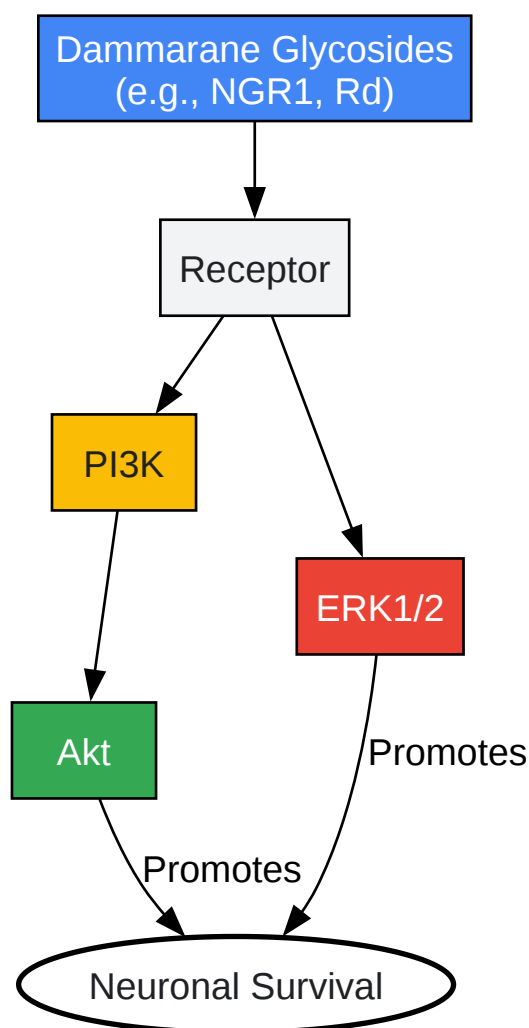 Dammarane Glycosides
(e.g., NGR1, Rd)
Receptor
PI3K
ERK1/2
Akt
Promotes
Promotes
Neuronal Survival